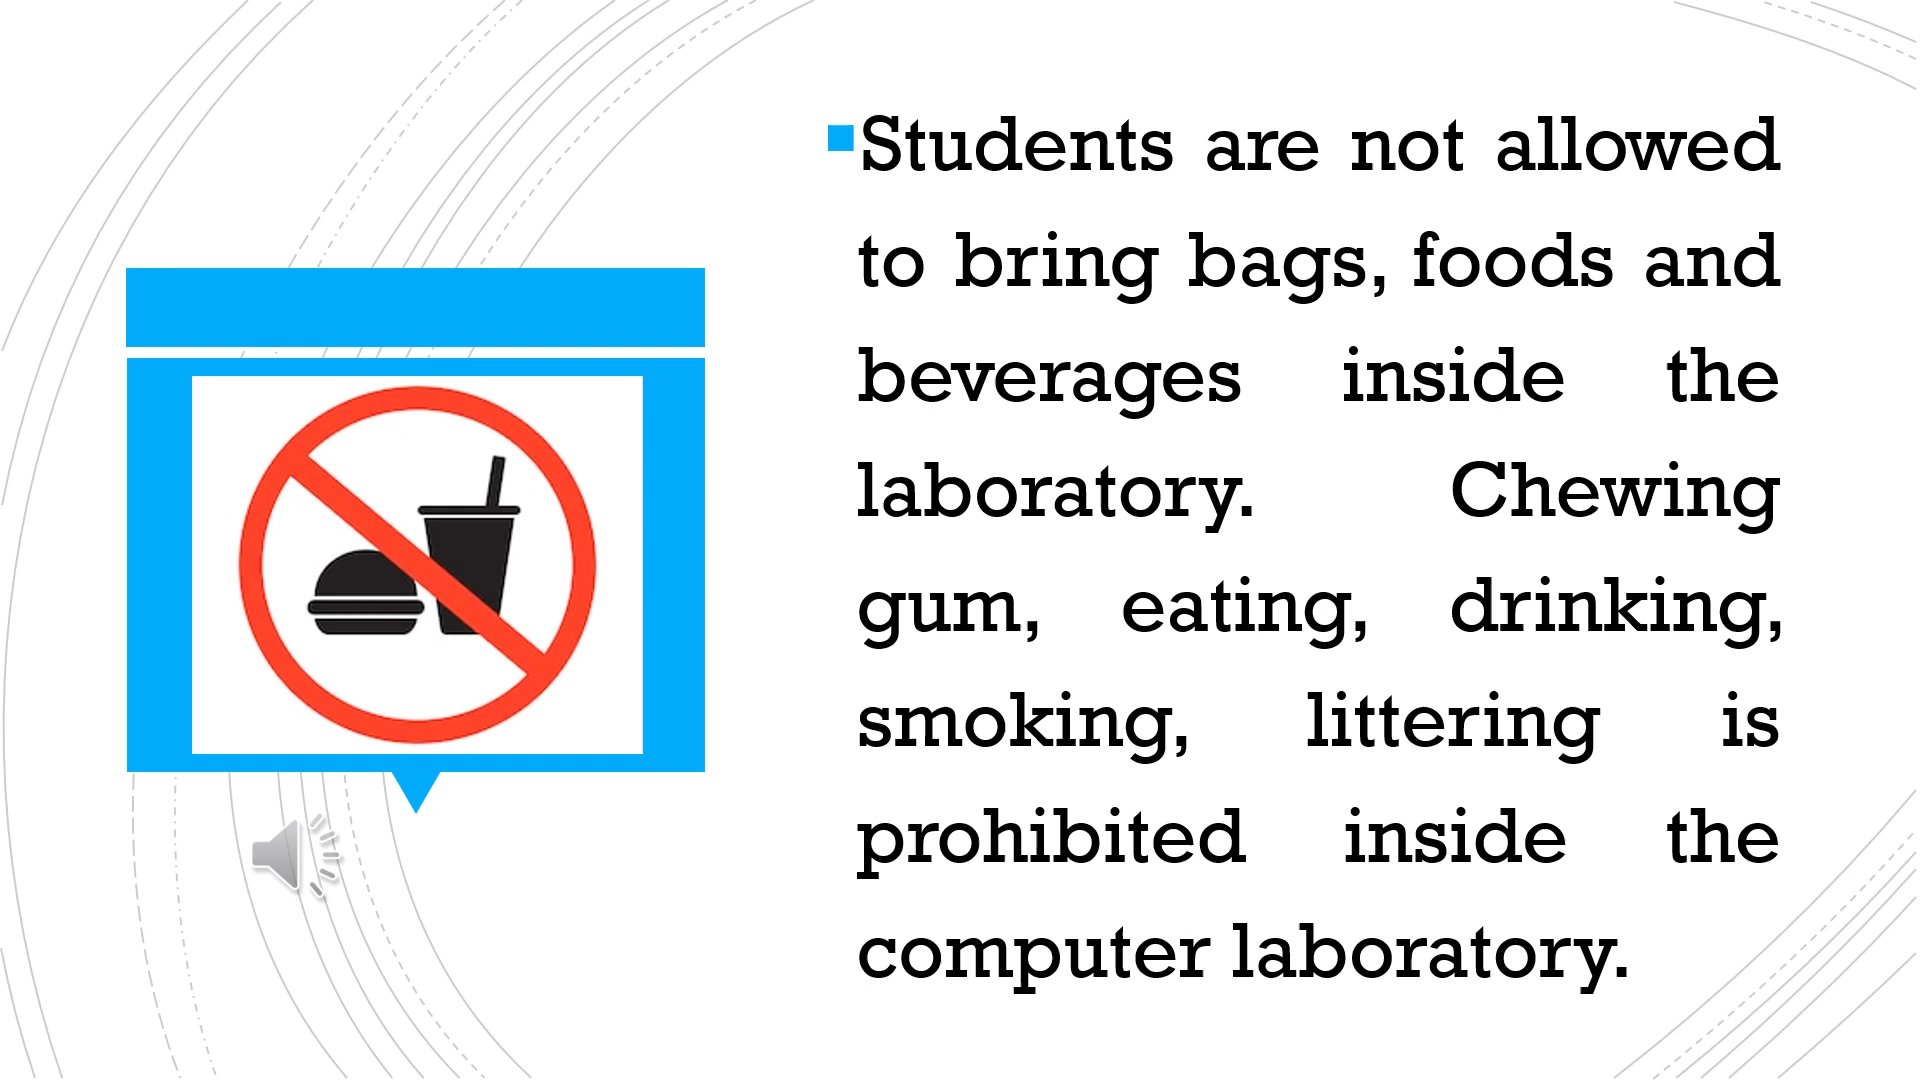 Students are not allowed
to bring bags, foods and
beverages inside the
laboratory. Chewing
gum, eating, drinking,
smoking, littering is
prohibited inside the
computer laboratory.